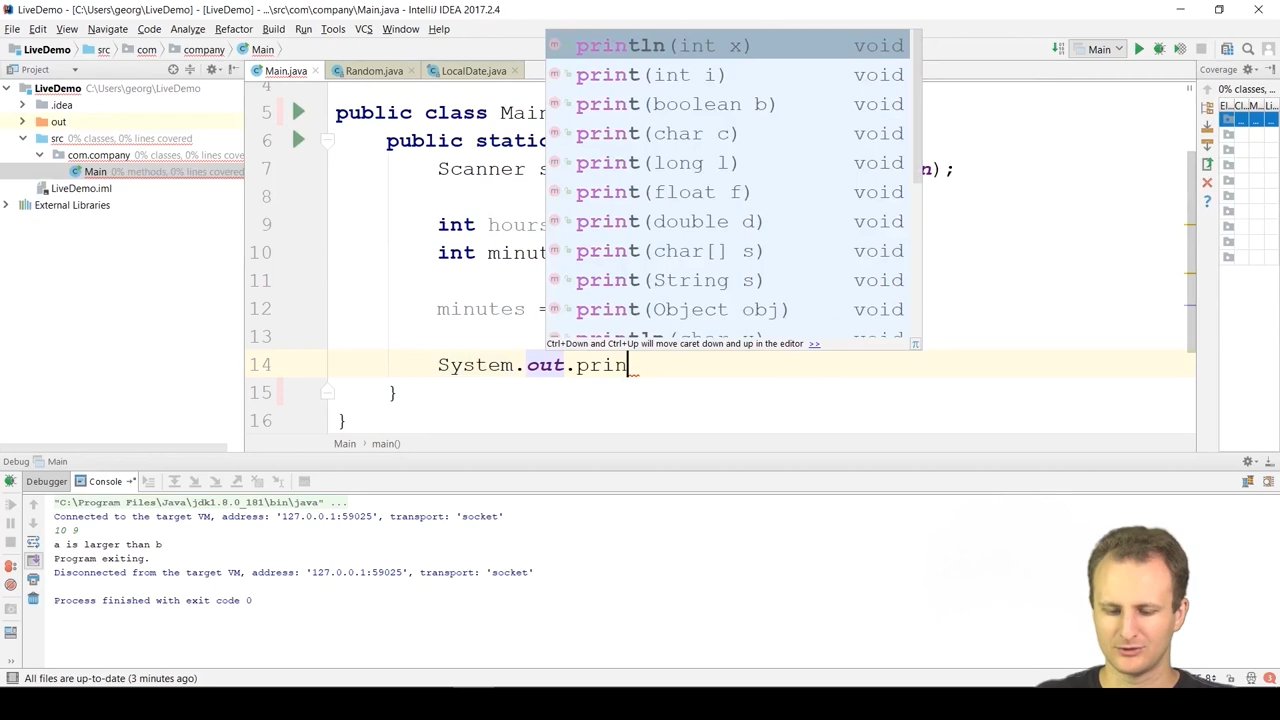 LiveDemo - [C:\Users\georg\LiveDemo] - [LiveDemo] - ...\src\com\company\Main.java - IntelliJ IDEA 2017.2.4
File Edit View Navigate Code Analyze Refactor Build Run Tools VCS Window Help
LiveDemo src com company Main
Main
Project
Main.java Random.java LocalDate.java
Coverage
LiveDemo C:\Users\georg\LiveDemo
.idea
out
src 0% classes, 0% lines covered
com.company 0% classes, 0% lines covered
Main 0% methods, 0% lines covered
LiveDemo.iml
External Libraries
4
5 public class Main
6 public static
7 Scanner s n);
8
9 int hours
10 int minut
11
12 minutes =
13
14 System.out.prin
15 }
16 }
println(int x) void
print(int i) void
print(boolean b) void
print(char c) void
print(long l) void
print(float f) void
print(double d) void
print(char[] s) void
print(String s) void
print(Object obj) void
println(char x) void
Ctrl+Down and Ctrl+Up will move caret down and up in the editor >>
Main main()
0% classes,
El... Cl... M... Li...
... ... ...
Debug Main
Debugger Console
"C:\Program Files\Java\jdk1.8.0_181\bin\java" ...
Connected to the target VM, address: '127.0.0.1:59025', transport: 'socket'
10 9
a is larger than b
Program exiting.
Disconnected from the target VM, address: '127.0.0.1:59025', transport: 'socket'
Process finished with exit code 0
All files are up-to-date (3 minutes ago)